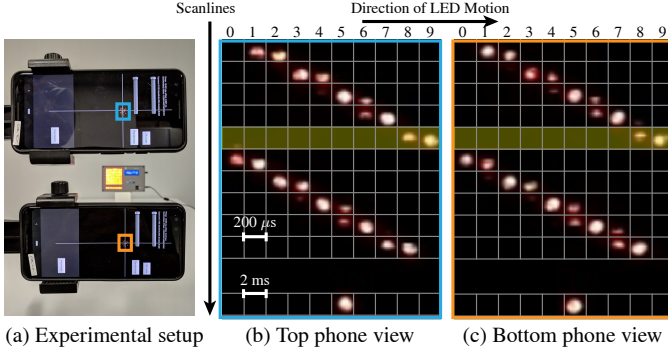 Scanlines
Direction of LED Motion
0 1 2 3 4 5 6 7 8 9
0 1 2 3 4 5 6 7 8 9
200 μs
2 ms
(a) Experimental setup
(b) Top phone view
(c) Bottom phone view